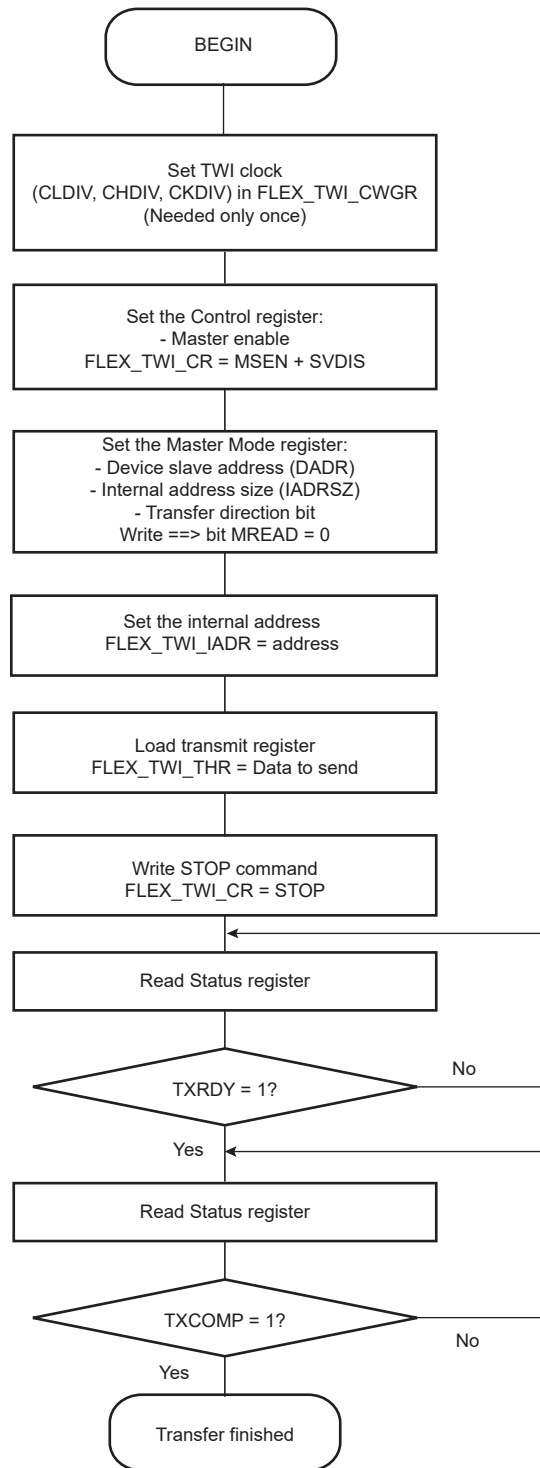 BEGIN
Set TWI clock
(CLDIV, CHDIV, CKDIV) in FLEX_TWI_CWGR
(Needed only once)
Set the Control register:
- Master enable
FLEX_TWI_CR = MSEN + SVDIS
Set the Master Mode register:
- Device slave address (DADR)
- Internal address size (IADRSZ)
- Transfer direction bit
Write ==> bit MREAD = 0
Set the internal address
FLEX_TWI_IADR = address
Load transmit register
FLEX_TWI_THR = Data to send
Write STOP command
FLEX_TWI_CR = STOP
Read Status register
TXRDY = 1?
No
Yes
Read Status register
TXCOMP = 1?
No
Yes
Transfer finished